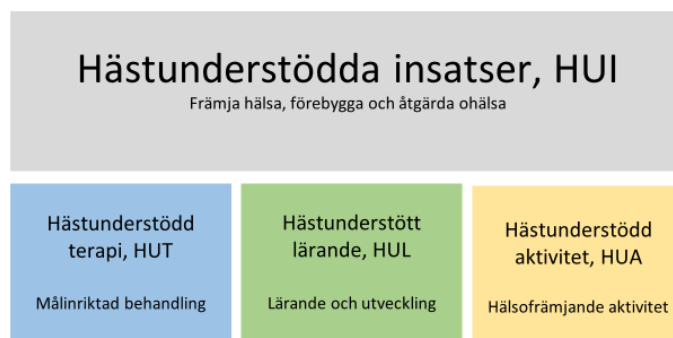 Hästunderstödda insatser, HUI
Främja hälsa, förebygga och åtgärda ohälsa
Hästunderstödd
terapi, HUT
Målinriktad behandling
Hästunderstött
lärande, HUL
Lärande och utveckling
Hästunderstödd
aktivitet, HUA
Hälsofrämjande aktivitet